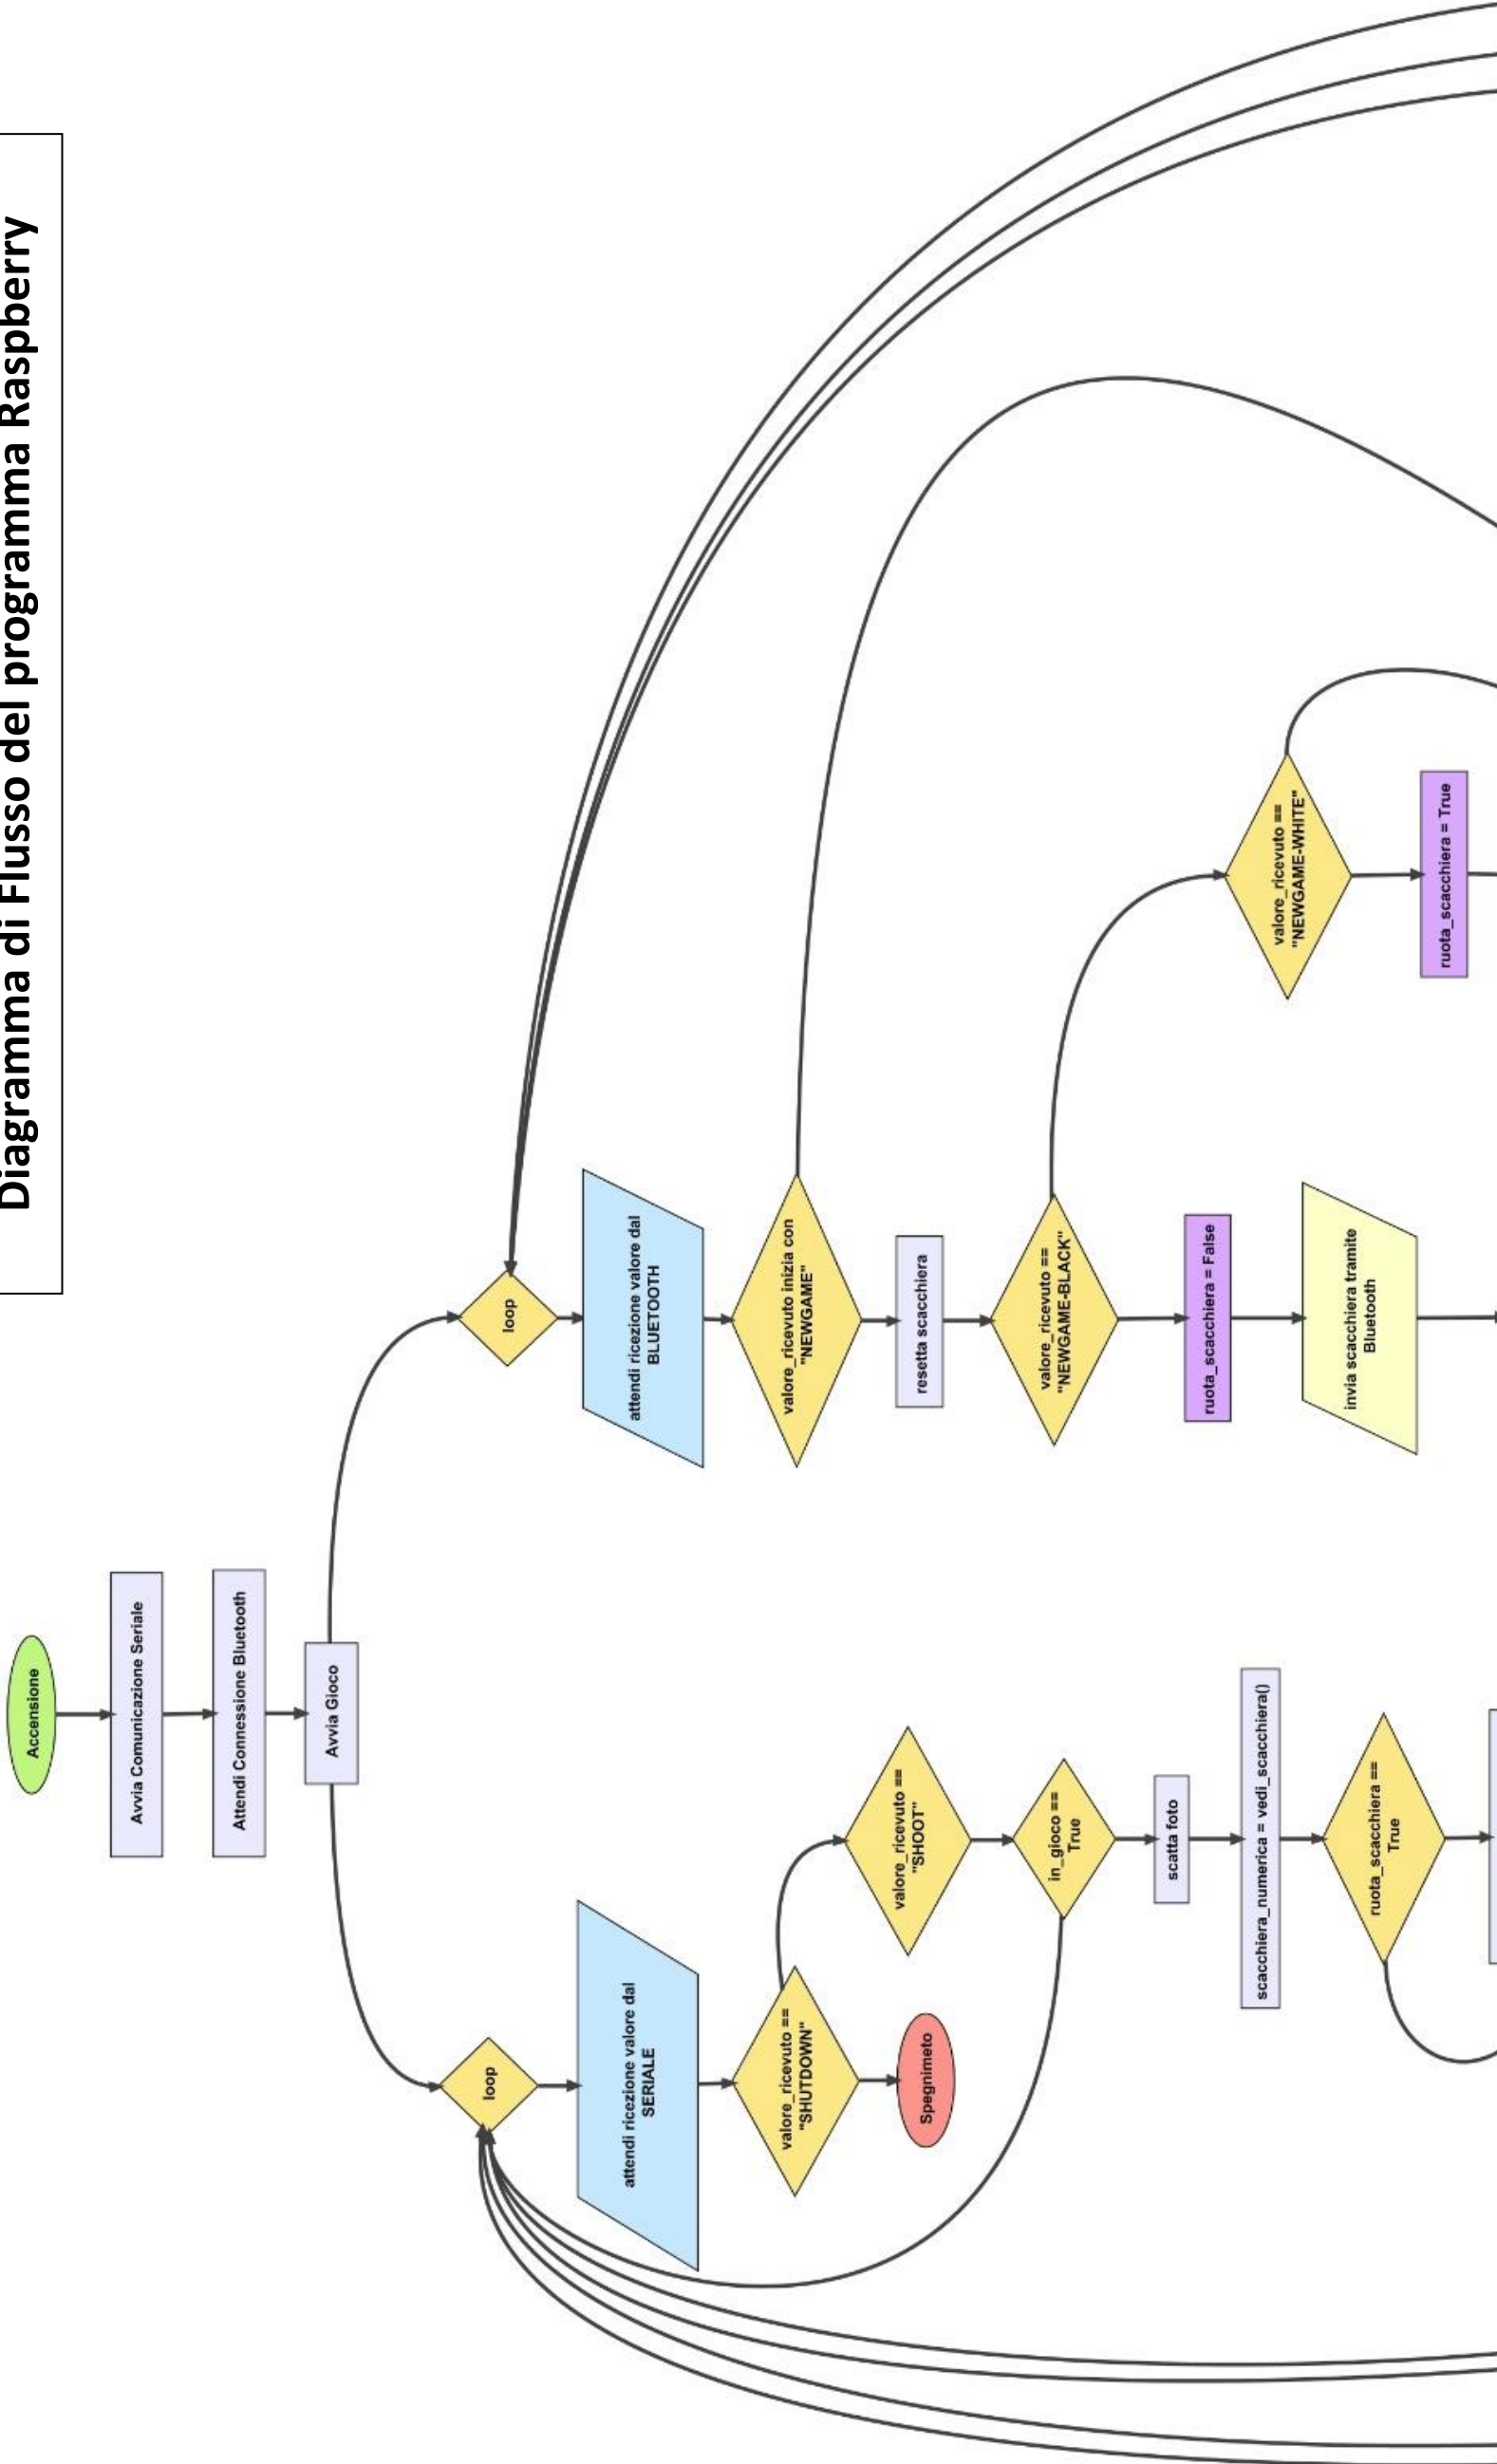 Diagramma di Flusso del programma Raspberry
Accensione
Avvia Comunicazione Seriale
Attendi Connessione Bluetooth
Avvia Gioco
loop
attendi ricezione valore dal
SERIALE
valore_ricevuto ==
"SHUTDOWN"
Spegnimeto
valore_ricevuto ==
"SHOOT"
in_gioco ==
True
scatta foto
scacchiera_numerica = vedi_scacchiera()
ruota_scacchiera ==
True
loop
attendi ricezione valore dal
BLUETOOTH
valore_ricevuto inizia con
"NEWGAME"
resetta scacchiera
valore_ricevuto ==
"NEWGAME-BLACK"
ruota_scacchiera = False
invia scacchiera tramite
Bluetooth
valore_ricevuto ==
"NEWGAME-WHITE"
ruota_scacchiera = True